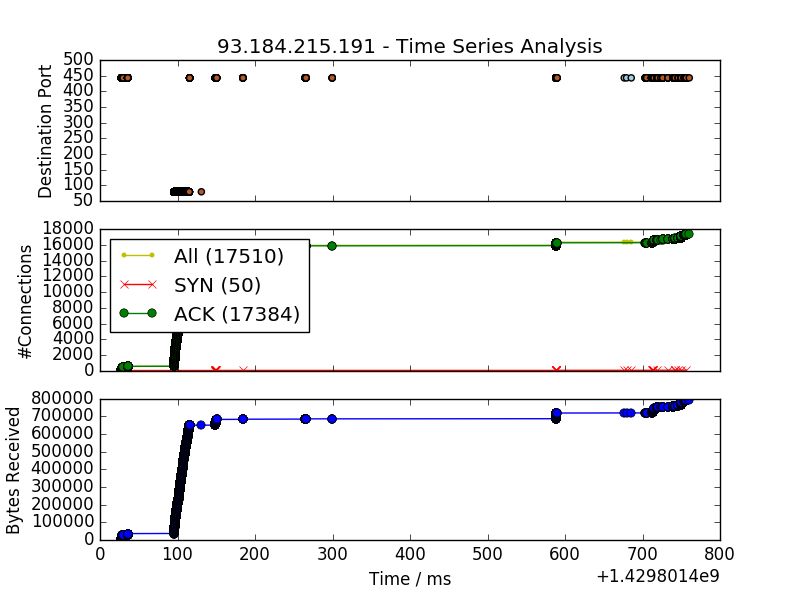 93.184.215.191 - Time Series Analysis
500
450
400
350
300
250
200
150
100
50
Destination Port
18000
16000
14000
12000
10000
8000
6000
4000
2000
0
#Connections
All (17510)
SYN (50)
ACK (17384)
800000
700000
600000
500000
400000
300000
200000
100000
0
Bytes Received
0 100 200 300 400 500 600 700 800
Time / ms
+1.4298014e9